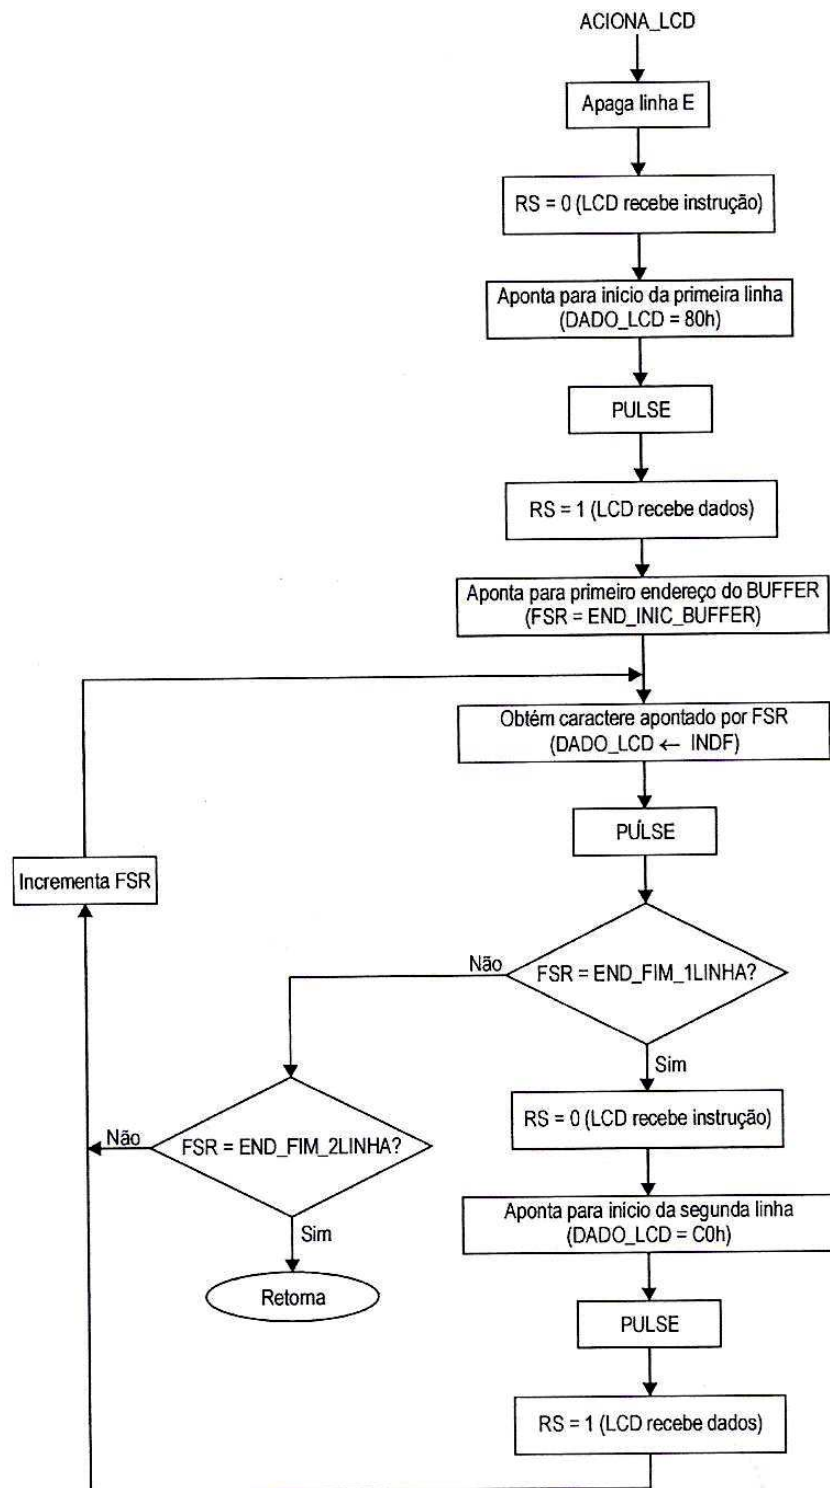 ACIONA_LCD
Apaga linha E
RS = 0 (LCD recebe instrução)
Aponta para início da primeira linha
(DADO_LCD = 80h)
PULSE
RS = 1 (LCD recebe dados)
Aponta para primeiro endereço do BUFFER
(FSR = END_INIC_BUFFER)
Obtém caractere apontado por FSR
(DADO_LCD ← INDF)
PULSE
Incrementa FSR
FSR = END_FIM_1LINHA?
Não
Sim
RS = 0 (LCD recebe instrução)
FSR = END_FIM_2LINHA?
Não
Sim
Aponta para início da segunda linha
(DADO_LCD = C0h)
Retorna
PULSE
RS = 1 (LCD recebe dados)